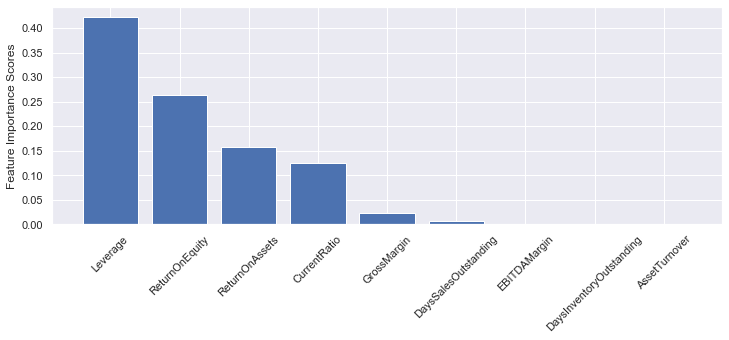 Feature Importance Scores
0.40
0.35
0.30
0.25
0.20
0.15
0.10
0.05
0.00
Leverage
ReturnOnEquity
ReturnOnAssets
CurrentRatio
GrossMargin
DaysSalesOutstanding
EBITDAMargin
DaysInventoryOutstanding
AssetTurnover